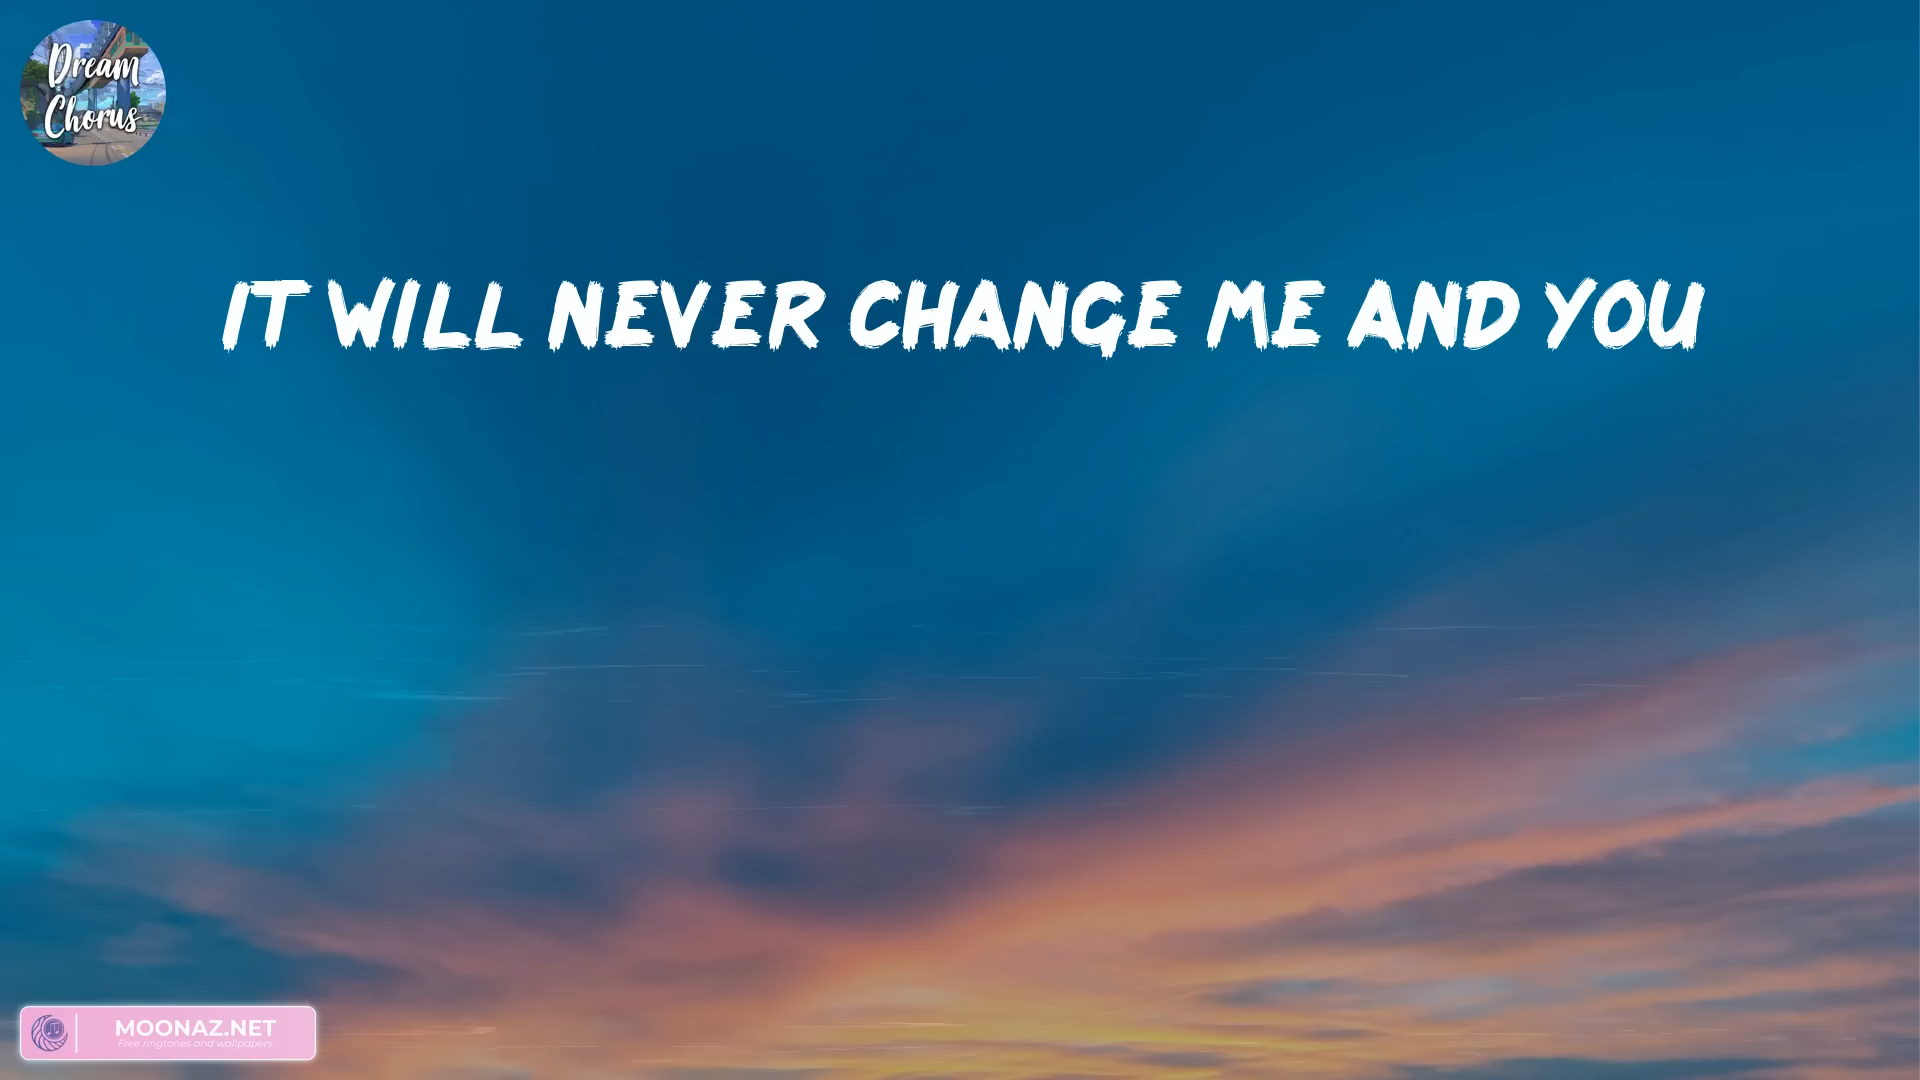 Dream
Chorus
IT WILL NEVER CHANGE ME AND YOU
MOONAZ.NET
Free ringtones and wallpapers